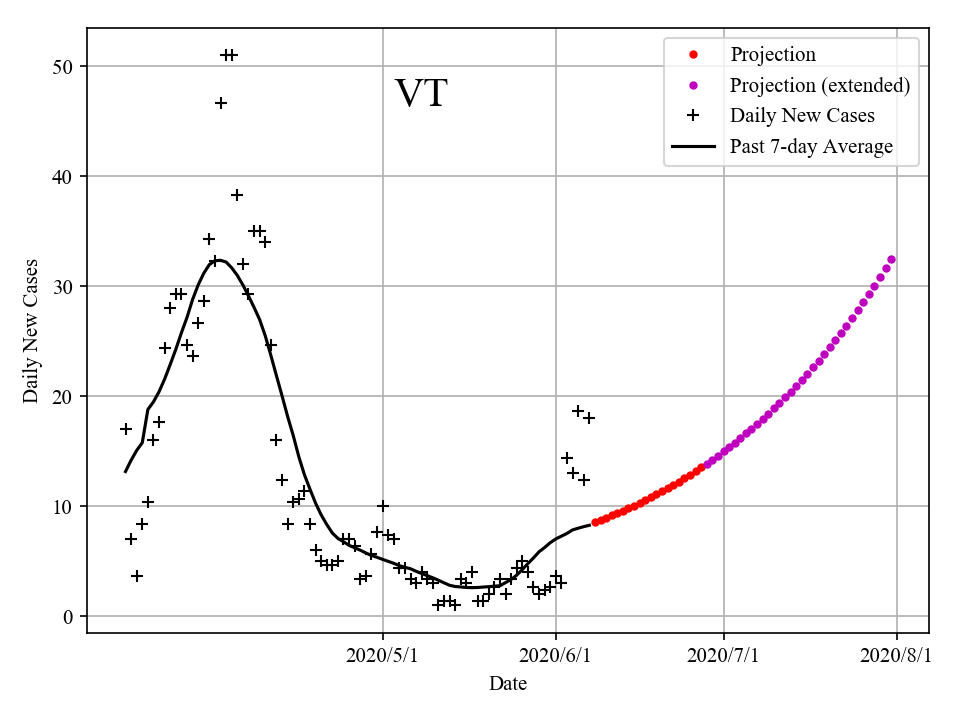 VT
Projection
Projection (extended)
Daily New Cases
Past 7-day Average
50
40
30
20
10
0
Daily New Cases
2020/5/1
2020/6/1
2020/7/1
2020/8/1
Date